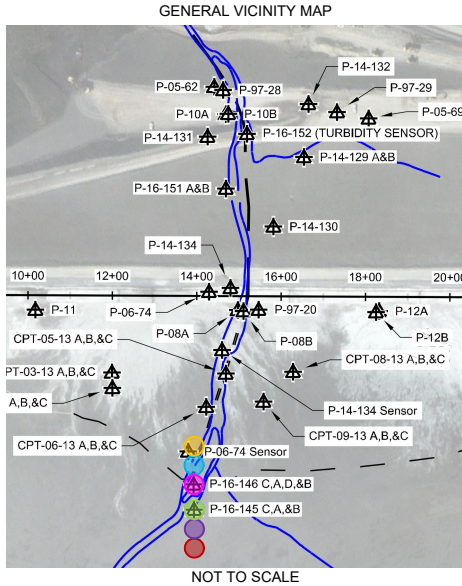 GENERAL VICINITY MAP
P-14-132
P-05-62
P-97-28
P-97-29
P-10A
P-10B
P-05-69
P-14-131
P-16-152 (TURBIDITY SENSOR)
P-14-129 A&B
P-16-151 A&B
P-14-130
P-14-134
10+00
12+00
14+00
16+00
18+00
20+00
P-11
P-06-74
P-97-20
P-12A
P-08A
P-08B
P-12B
CPT-05-13 A,B,&C
CPT-08-13 A,B,&C
PT-03-13 A,B,&C
A,B,&C
P-14-134 Sensor
CPT-06-13 A,B,&C
CPT-09-13 A,B,&C
P-06-74 Sensor
P-16-146 C,A,D,&B
P-16-145 C,A,&B
NOT TO SCALE